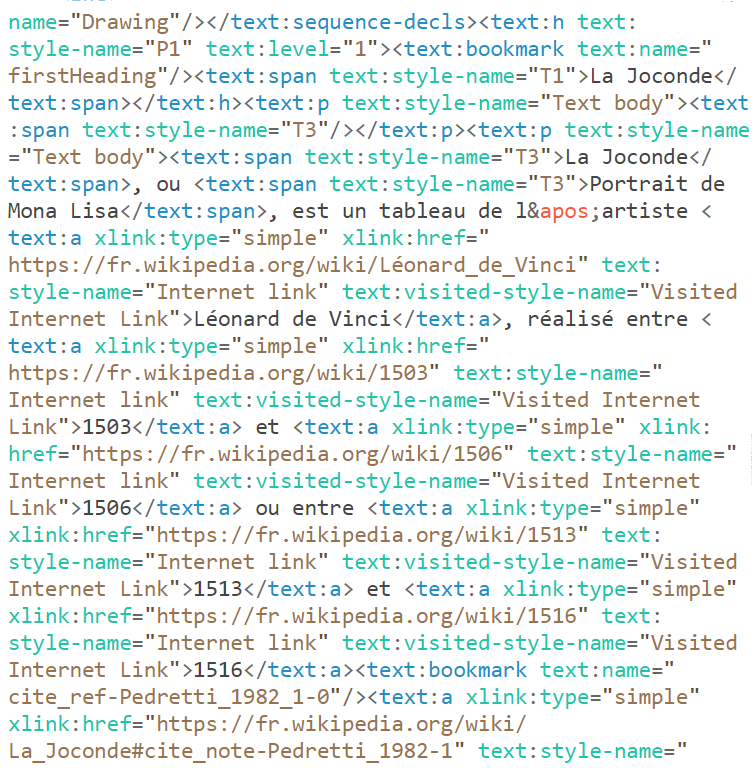 name="Drawing"/></text:sequence-decls><text:h text:
style-name="P1" text:level="1"><text:bookmark text:name="
firstHeading"/><text:span text:style-name="T1">La Joconde</
text:span></text:h><text:p text:style-name="Text body"><text
:span text:style-name="T3"/></text:p><text:p text:style-name
="Text body"><text:span text:style-name="T3">La Joconde</
text:span>, ou <text:span text:style-name="T3">Portrait de
Mona Lisa</text:span>, est un tableau de l&apos;artiste <
text:a xlink:type="simple" xlink:href="
https://fr.wikipedia.org/wiki/Léonard_de_Vinci" text:
style-name="Internet link" text:visited-style-name="Visited
Internet Link">Léonard de Vinci</text:a>, réalisé entre <
text:a xlink:type="simple" xlink:href="
https://fr.wikipedia.org/wiki/1503" text:style-name="
Internet link" text:visited-style-name="Visited Internet
Link">1503</text:a> et <text:a xlink:type="simple" xlink:
href="https://fr.wikipedia.org/wiki/1506" text:style-name="
Internet link" text:visited-style-name="Visited Internet
Link">1506</text:a> ou entre <text:a xlink:type="simple"
xlink:href="https://fr.wikipedia.org/wiki/1513" text:
style-name="Internet link" text:visited-style-name="Visited
Internet Link">1513</text:a> et <text:a xlink:type="simple"
xlink:href="https://fr.wikipedia.org/wiki/1516" text:
style-name="Internet link" text:visited-style-name="Visited
Internet Link">1516</text:a><text:bookmark text:name="
cite_ref-Pedretti_1982_1-0"/><text:a xlink:type="simple"
xlink:href="https://fr.wikipedia.org/wiki/
La_Joconde#cite_note-Pedretti_1982-1" text:style-name="